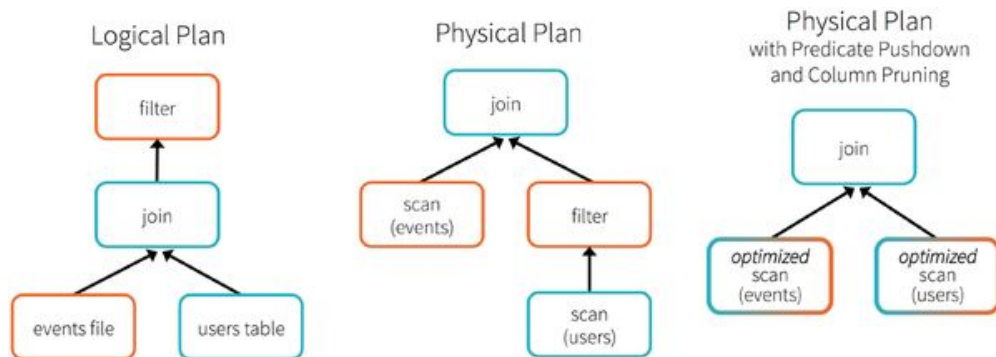 Logical Plan
filter
join
events file
users table
Physical Plan
join
scan
(events)
filter
scan
(users)
Physical Plan
with Predicate Pushdown
and Column Pruning
join
optimized
scan
(events)
optimized
scan
(users)